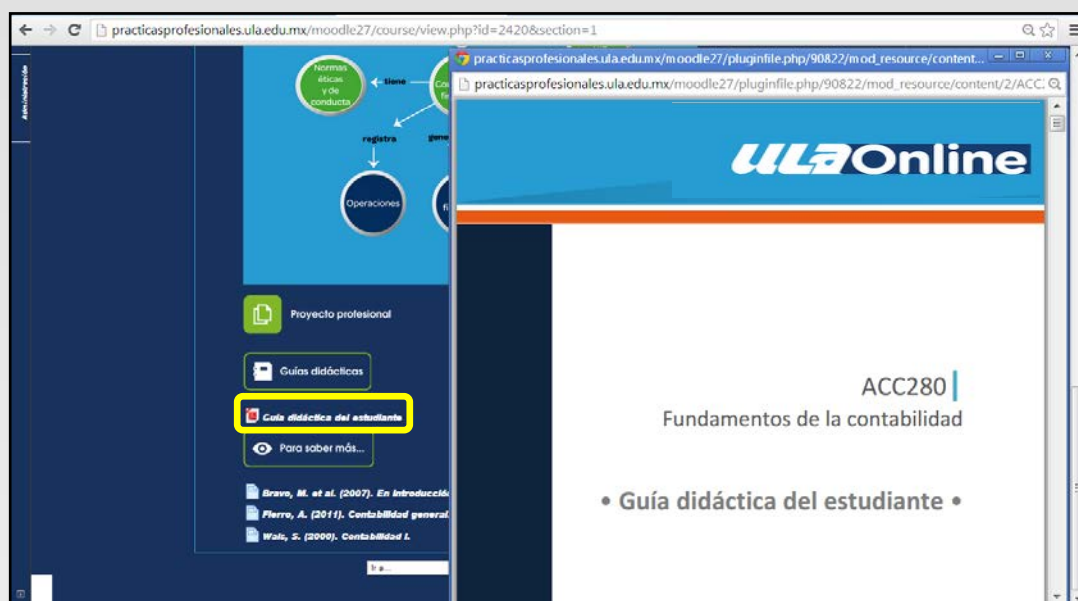 practicasprofesionales.ula.edu.mx/moodle27/course/view.php?id=2420&section=1
Administración
Normas
éticas
y de
conducta
tiene
registra
Operaciones
Proyecto profesional
Guías didácticas
Guía didáctica del estudiante
Para saber más...
Bravo, M. et al. (2007). En
Fierro, A. (2011). Contabilidad general.
Wals, S. (2000). Contabilidad I.
Ir a...
practicasprofesionales.ula.edu.mx/moodle27/pluginfile.php/90822/mod_resource/content...
practicasprofesionales.ula.edu.mx/moodle27/pluginfile.php/90822/mod_resource/content/2/ACC
ULAOnline
ACC280
Fundamentos de la contabilidad
• Guía didáctica del estudiante •